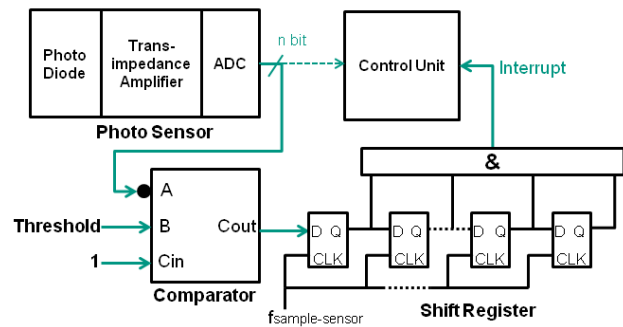 Photo
Diode
Trans-
impedance
Amplifier
ADC
n bit
Control Unit
Interrupt
Photo Sensor
&
A
Threshold
B
Cout
1
Cin
Comparator
D Q
CLK
D Q
CLK
D Q
CLK
D Q
CLK
fsample-sensor
Shift Register